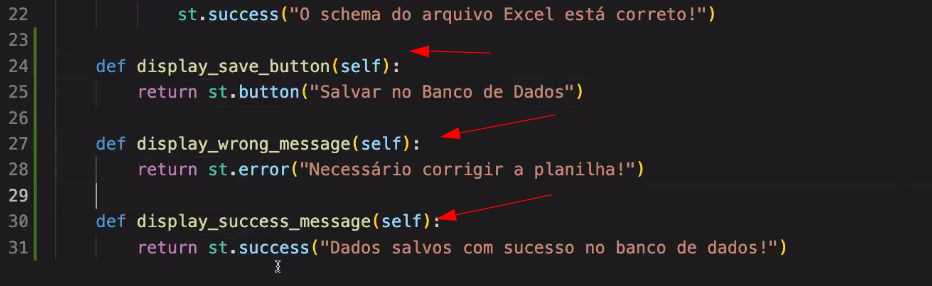 22 st.success("O schema do arquivo Excel está correto!")
23
24 def display_save_button(self):
25 return st.button("Salvar no Banco de Dados")
26
27 def display_wrong_message(self):
28 return st.error("Necessário corrigir a planilha!")
29
30 def display_success_message(self):
31 return st.success("Dados salvos com sucesso no banco de dados!")